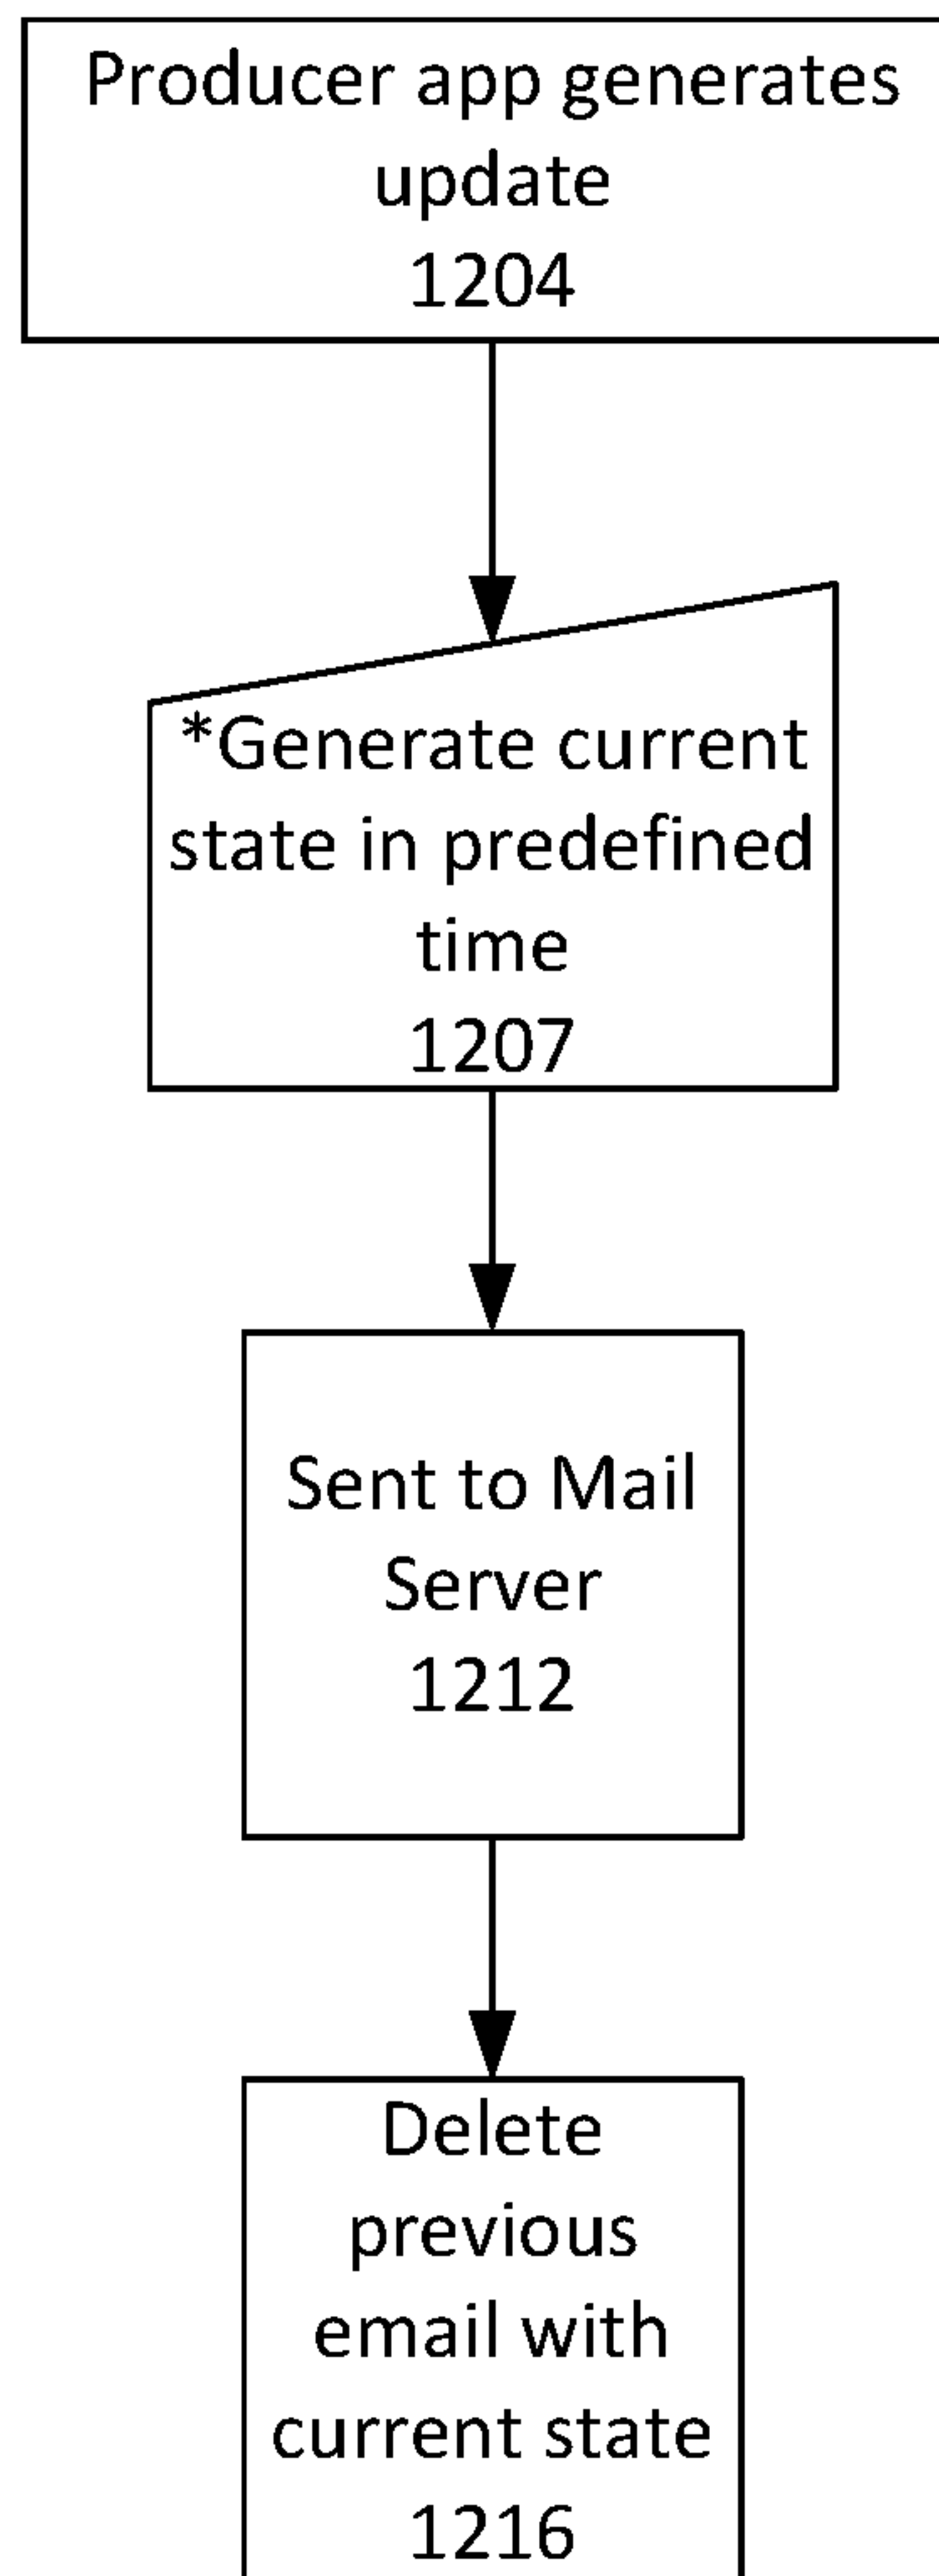 Producer app generates
update
1204
*Generate current
state in predefined
time
1207
Sent to Mail
Server
1212
Delete
previous
email with
current state
1216